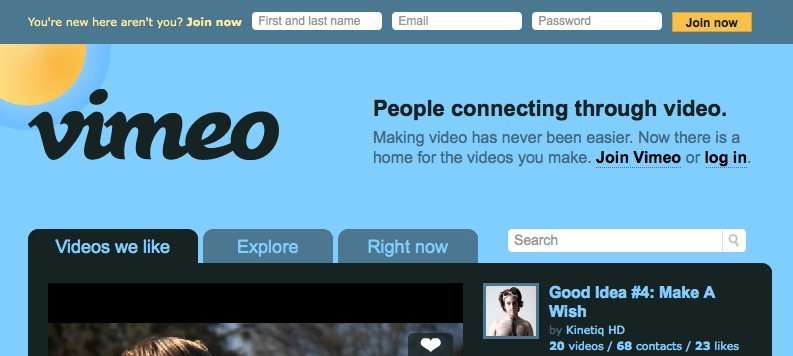 You're new here aren't you? Join now First and last name Email Password Join now
vimeo
People connecting through video.
Making video has never been easier. Now there is a
home for the videos you make. Join Vimeo or log in.
Videos we like Explore Right now Search
Good Idea #4: Make A
Wish
by Kinetiq HD
20 videos / 68 contacts / 23 likes